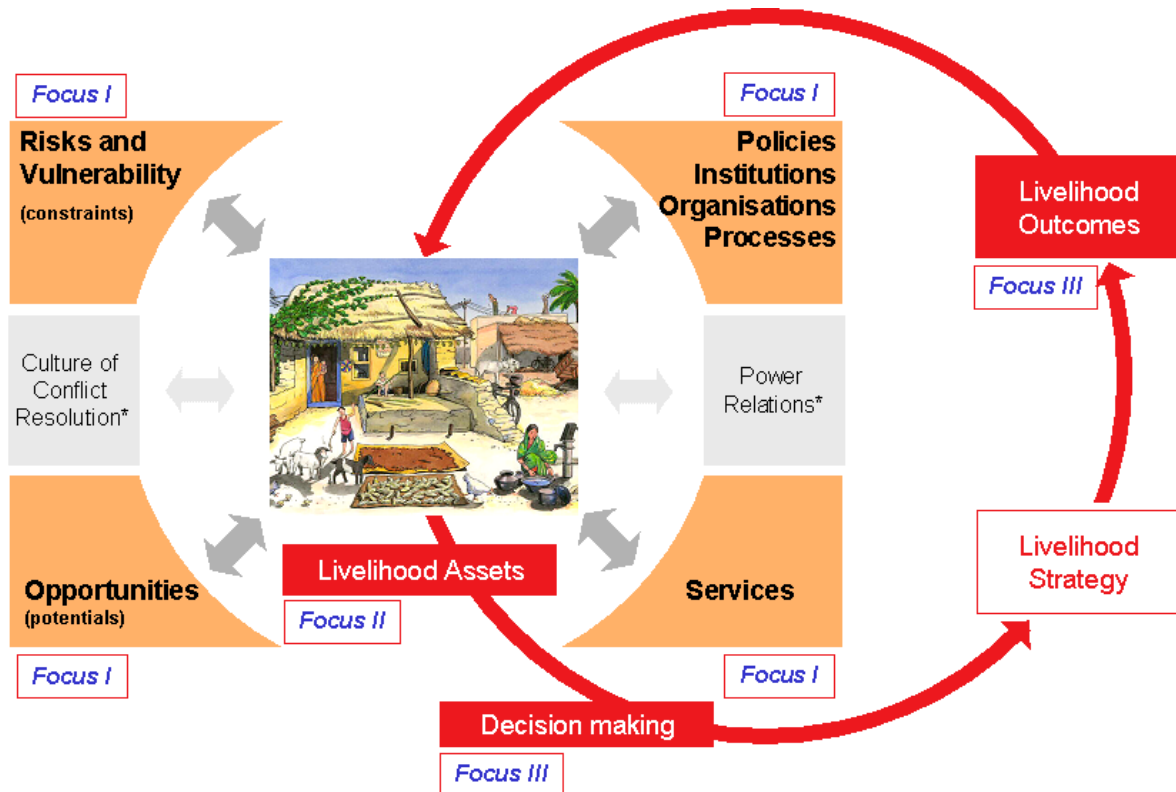 Focus I
Risks and
Vulnerability
(constraints)
Focus I
Policies
Institutions
Organisations
Processes
Livelihood
Outcomes
Focus III
Culture of
Conflict
Resolution*
Power
Relations*
Opportunities
(potentials)
Focus I
Livelihood Assets
Focus II
Services
Focus I
Livelihood
Strategy
Decision making
Focus III